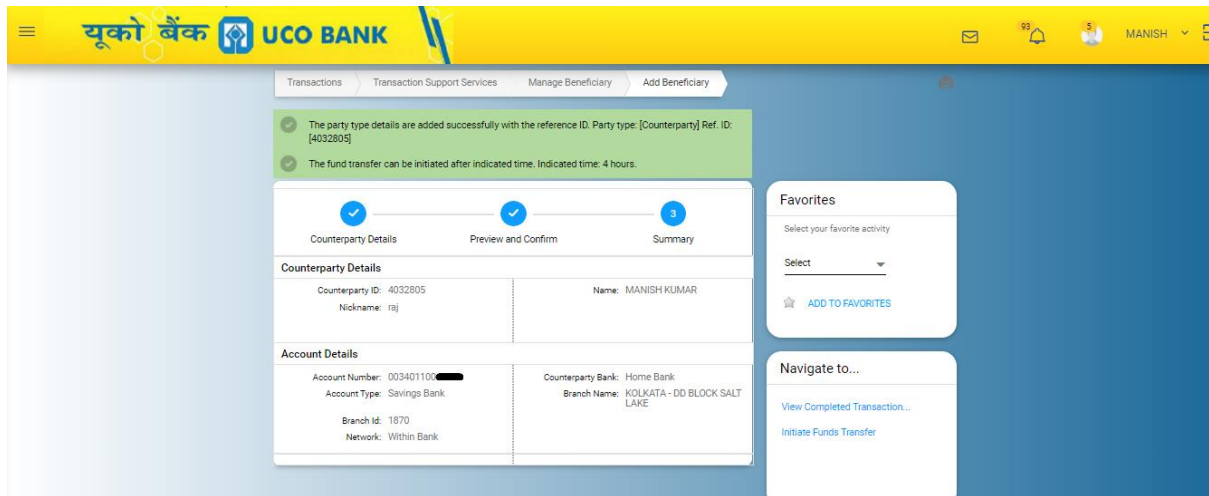 यूको बैंक UCO BANK
93
5
MANISH
Transactions Transaction Support Services Manage Beneficiary Add Beneficiary
The party type details are added successfully with the reference ID. Party type: [Counterparty] Ref. ID:
[4032805]
The fund transfer can be initiated after indicated time. Indicated time: 4 hours.
3
Counterparty Details Preview and Confirm Summary
Counterparty Details
Counterparty ID: 4032805 Name: MANISH KUMAR
Nickname: raj
Account Details
Account Number: 003401100 Counterparty Bank: Home Bank
Account Type: Savings Bank Branch Name: KOLKATA - DD BLOCK SALT
LAKE
Branch Id: 1870
Network: Within Bank
Favorites
Select your favorite activity
Select
ADD TO FAVORITES
Navigate to...
View Completed Transaction...
Initiate Funds Transfer